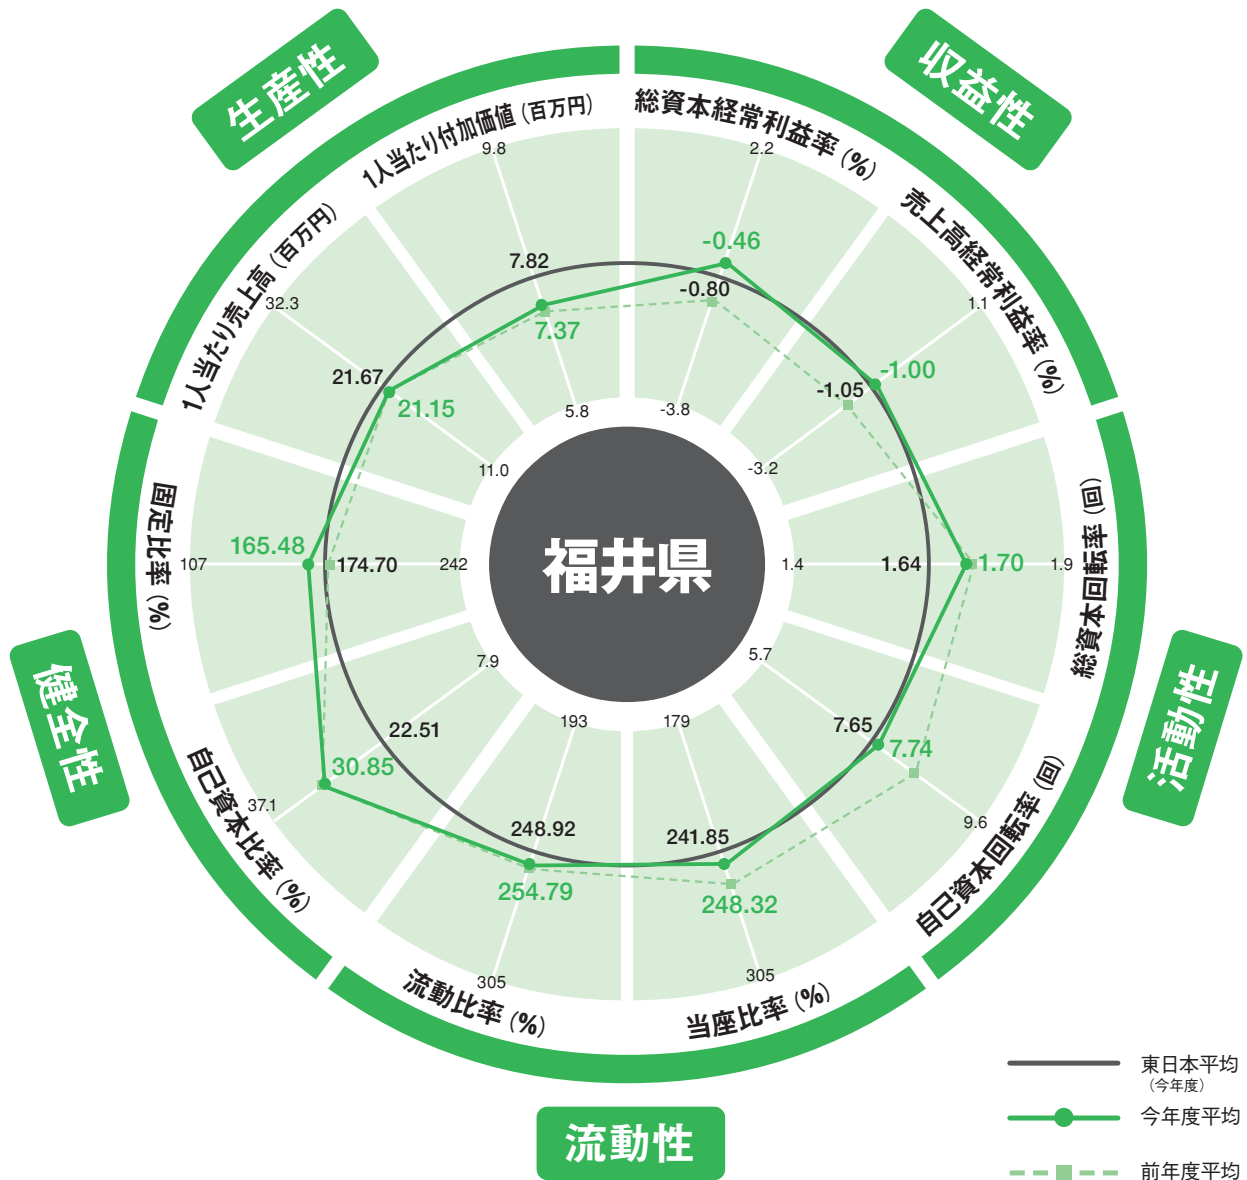 生産性
収益性
1人当たり付加価値（百万円）
9.8
総資本経常利益率（%）
2.2
売上高経常利益率（%）
1.1
1人当たり売上高（百万円）
32.3
7.82
7.37
-0.46
-0.80
21.67
21.15
-1.05
-1.00
5.8
-3.8
11.0
-3.2
固定比率（%）
107
165.48
174.70
242
福井県
1.4
1.64
1.70
1.9
総資本回転率（回）
健全性
活動性
7.9
5.7
22.51
30.85
7.65
7.74
193
179
37.1
自己資本比率（%）
9.6
自己資本回転率（回）
248.92
254.79
241.85
248.32
305
流動比率（%）
305
当座比率（%）
流動性
東日本平均
（今年度）
今年度平均
前年度平均